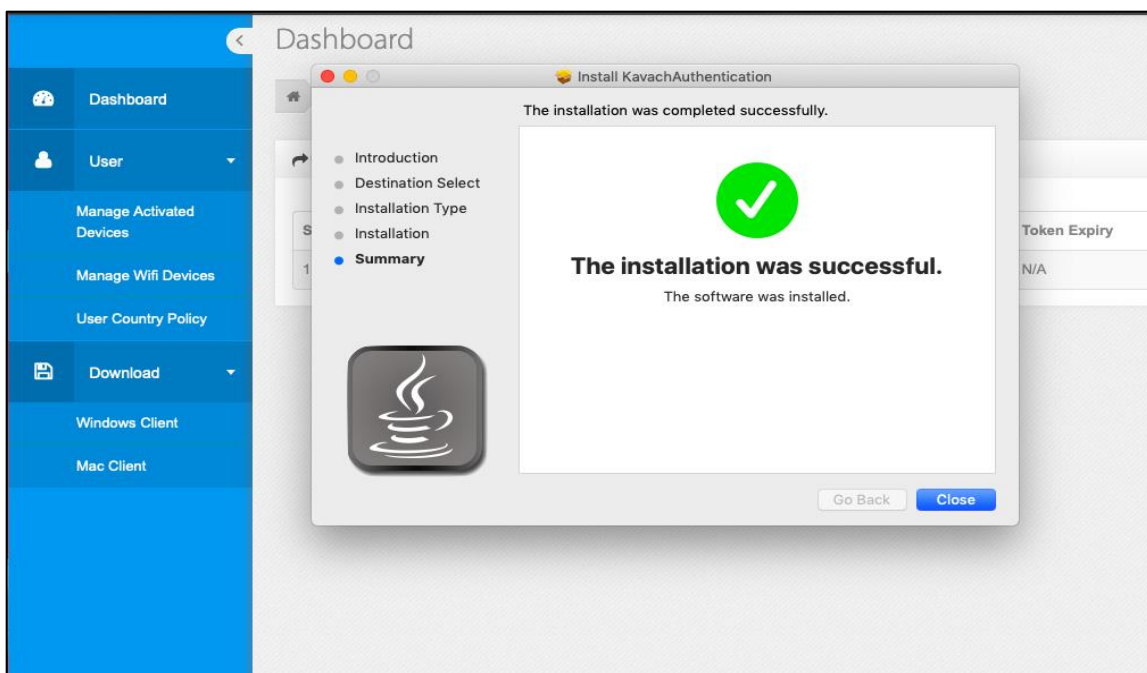 Dashboard
Dashboard
User
Manage Activated
Devices
Manage Wifi Devices
User Country Policy
Download
Windows Client
Mac Client
Install KavachAuthentication
The installation was completed successfully.
Introduction
Destination Select
Installation Type
Installation
Summary
The installation was successful.
The software was installed.
Go Back
Close
S
Token Expiry
1
N/A